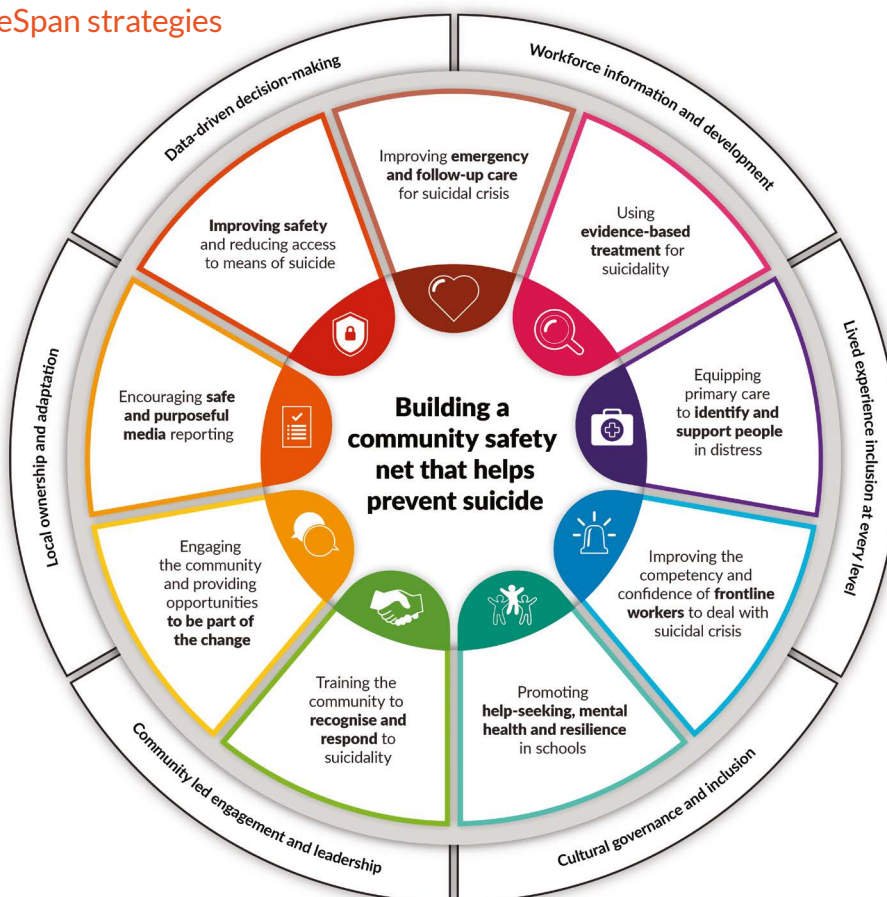 eSpan strategies
Data-driven decision-making
Workforce information and development
Lived experience inclusion at every level
Cultural governance and inclusion
Community led engagement and leadership
Local ownership and adaptation
Improving emergency
and follow-up care
for suicidal crisis
Using
evidence-based
treatment for
suicidality
Equipping
primary care
to identify and
support people
in distress
Improving the
competency and
confidence of frontline
workers to deal with
suicidal crisis
Promoting
help-seeking, mental
health and resilience
in schools
Training the
community to
recognise and
respond to
suicidality
Engaging
the community
and providing
opportunities
to be part of
the change
Encouraging safe
and purposeful
media reporting
Improving safety
and reducing access
to means of suicide
Building a
community safety
net that helps
prevent suicide